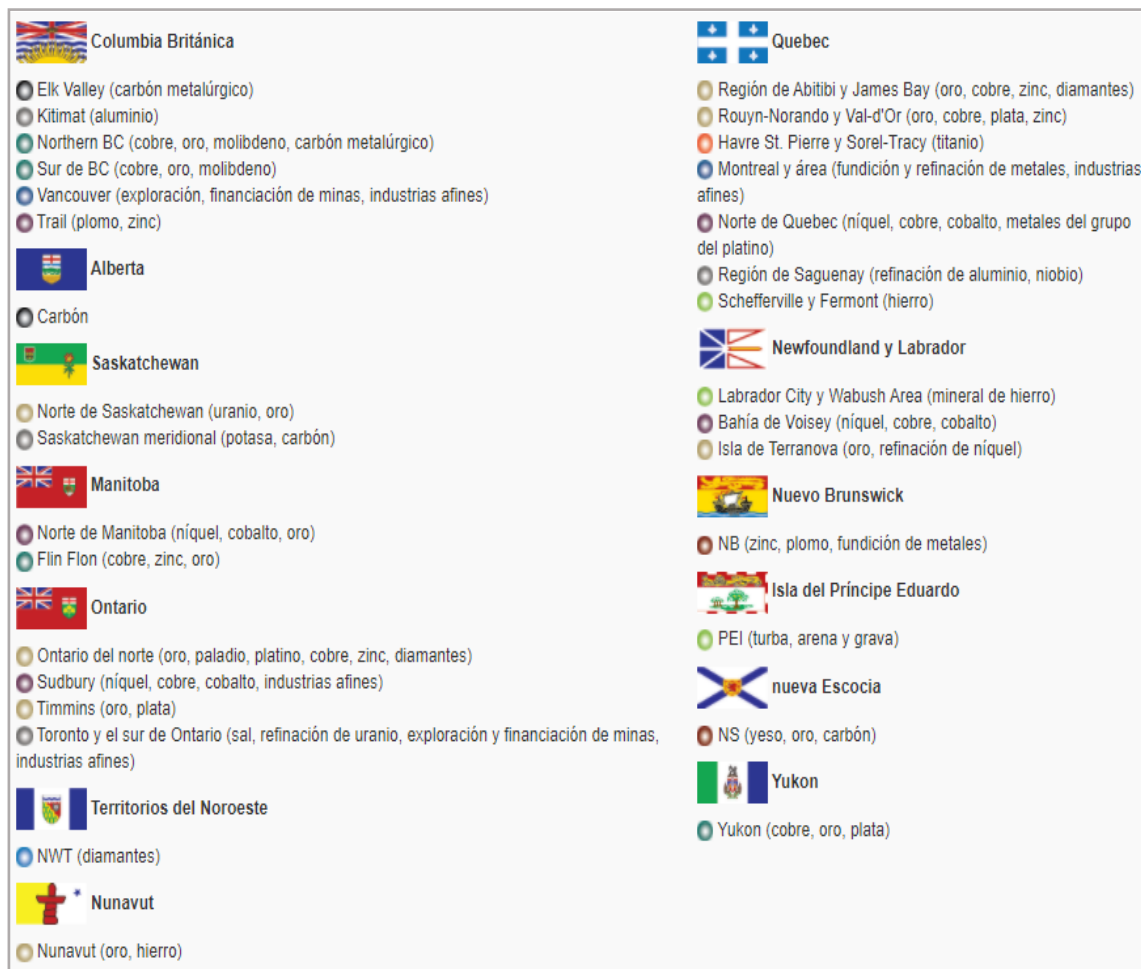 Columbia Británica
Elk Valley (carbón metalúrgico)
Kitimat (aluminio)
Northern BC (cobre, oro, molibdeno, carbón metalúrgico)
Sur de BC (cobre, oro, molibdeno)
Vancouver (exploración, financiación de minas, industrias afines)
Trail (plomo, zinc)
Alberta
Carbón
Saskatchewan
Norte de Saskatchewan (uranio, oro)
Saskatchewan meridional (potasa, carbón)
Manitoba
Norte de Manitoba (níquel, cobalto, oro)
Flin Flon (cobre, zinc, oro)
Ontario
Ontario del norte (oro, paladio, platino, cobre, zinc, diamantes)
Sudbury (níquel, cobre, cobalto, industrias afines)
Timmins (oro, plata)
Toronto y el sur de Ontario (sal, refinación de uranio, exploración y financiación de minas,
industrias afines)
Territorios del Noroeste
NWT (diamantes)
Nunavut
Nunavut (oro, hierro)
Quebec
Región de Abitibi y James Bay (oro, cobre, zinc, diamantes)
Rouyn-Norando y Val-d'Or (oro, cobre, plata, zinc)
Havre St. Pierre y Sorel-Tracy (titanio)
Montreal y área (fundición y refinación de metales, industrias
afines)
Norte de Quebec (níquel, cobre, cobalto, metales del grupo
del platino)
Región de Saguenay (refinación de aluminio, niobio)
Schefferville y Fermont (hierro)
Newfoundland y Labrador
Labrador City y Wabush Area (mineral de hierro)
Bahía de Voisey (níquel, cobre, cobalto)
Isla de Terranova (oro, refinación de níquel)
Nuevo Brunswick
NB (zinc, plomo, fundición de metales)
Isla del Príncipe Eduardo
PEI (turba, arena y grava)
nueva Escocia
NS (yeso, oro, carbón)
Yukon
Yukon (cobre, oro, plata)